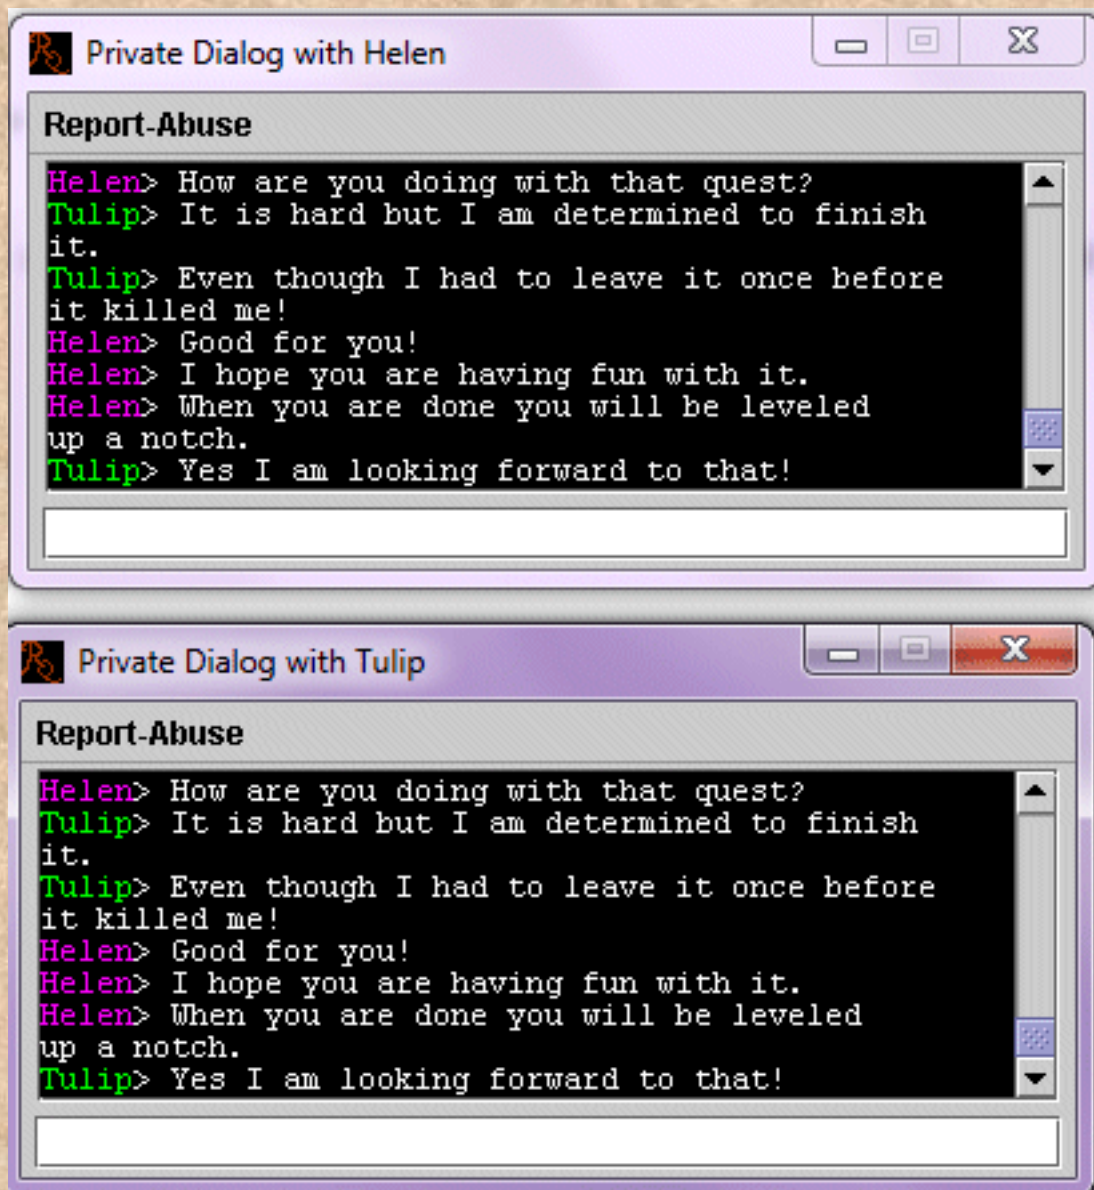 Private Dialog with Helen
Report-Abuse
Helen> How are you doing with that quest?
Tulip> It is hard but I am determined to finish
it.
Tulip> Even though I had to leave it once before
it killed me!
Helen> Good for you!
Helen> I hope you are having fun with it.
Helen> When you are done you will be leveled
up a notch.
Tulip> Yes I am looking forward to that!
Private Dialog with Tulip
Report-Abuse
Helen> How are you doing with that quest?
Tulip> It is hard but I am determined to finish
it.
Tulip> Even though I had to leave it once before
it killed me!
Helen> Good for you!
Helen> I hope you are having fun with it.
Helen> When you are done you will be leveled
up a notch.
Tulip> Yes I am looking forward to that!